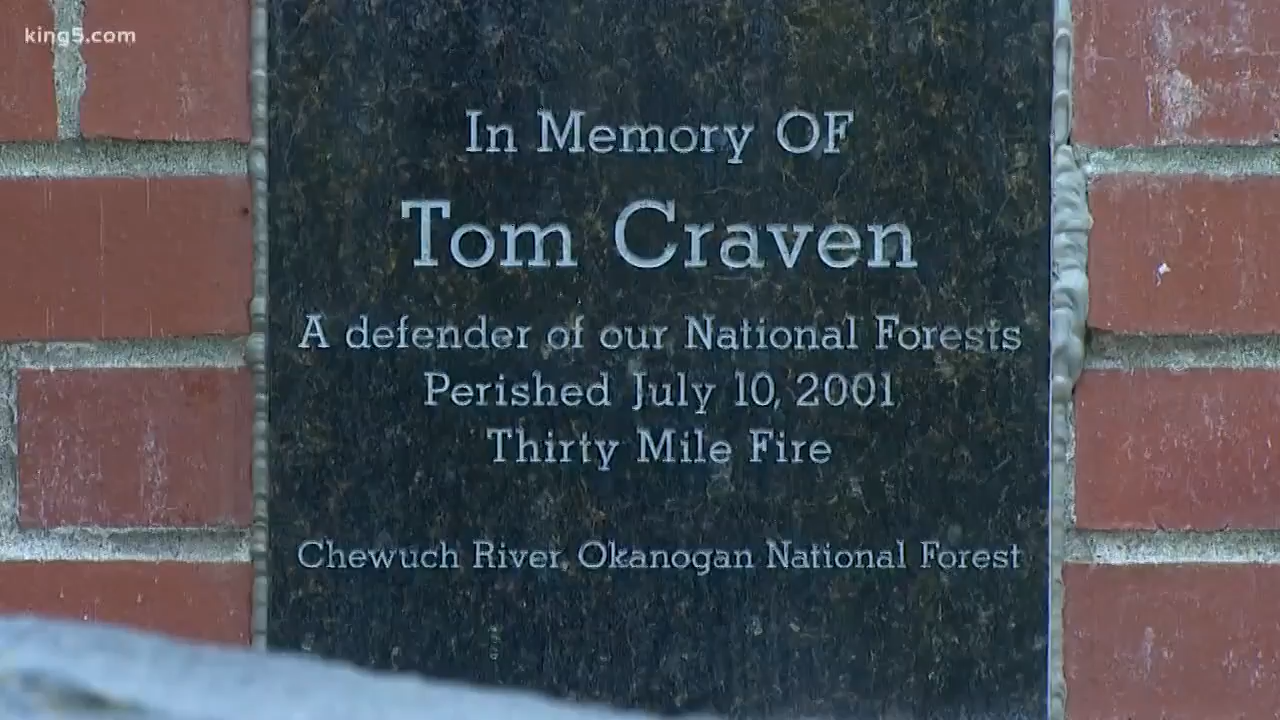 king5.com
In Memory OF
Tom Craven
A defender of our National Forests
Perished July 10, 2001
Thirty Mile Fire
Chewuch River, Okanogan National Forest